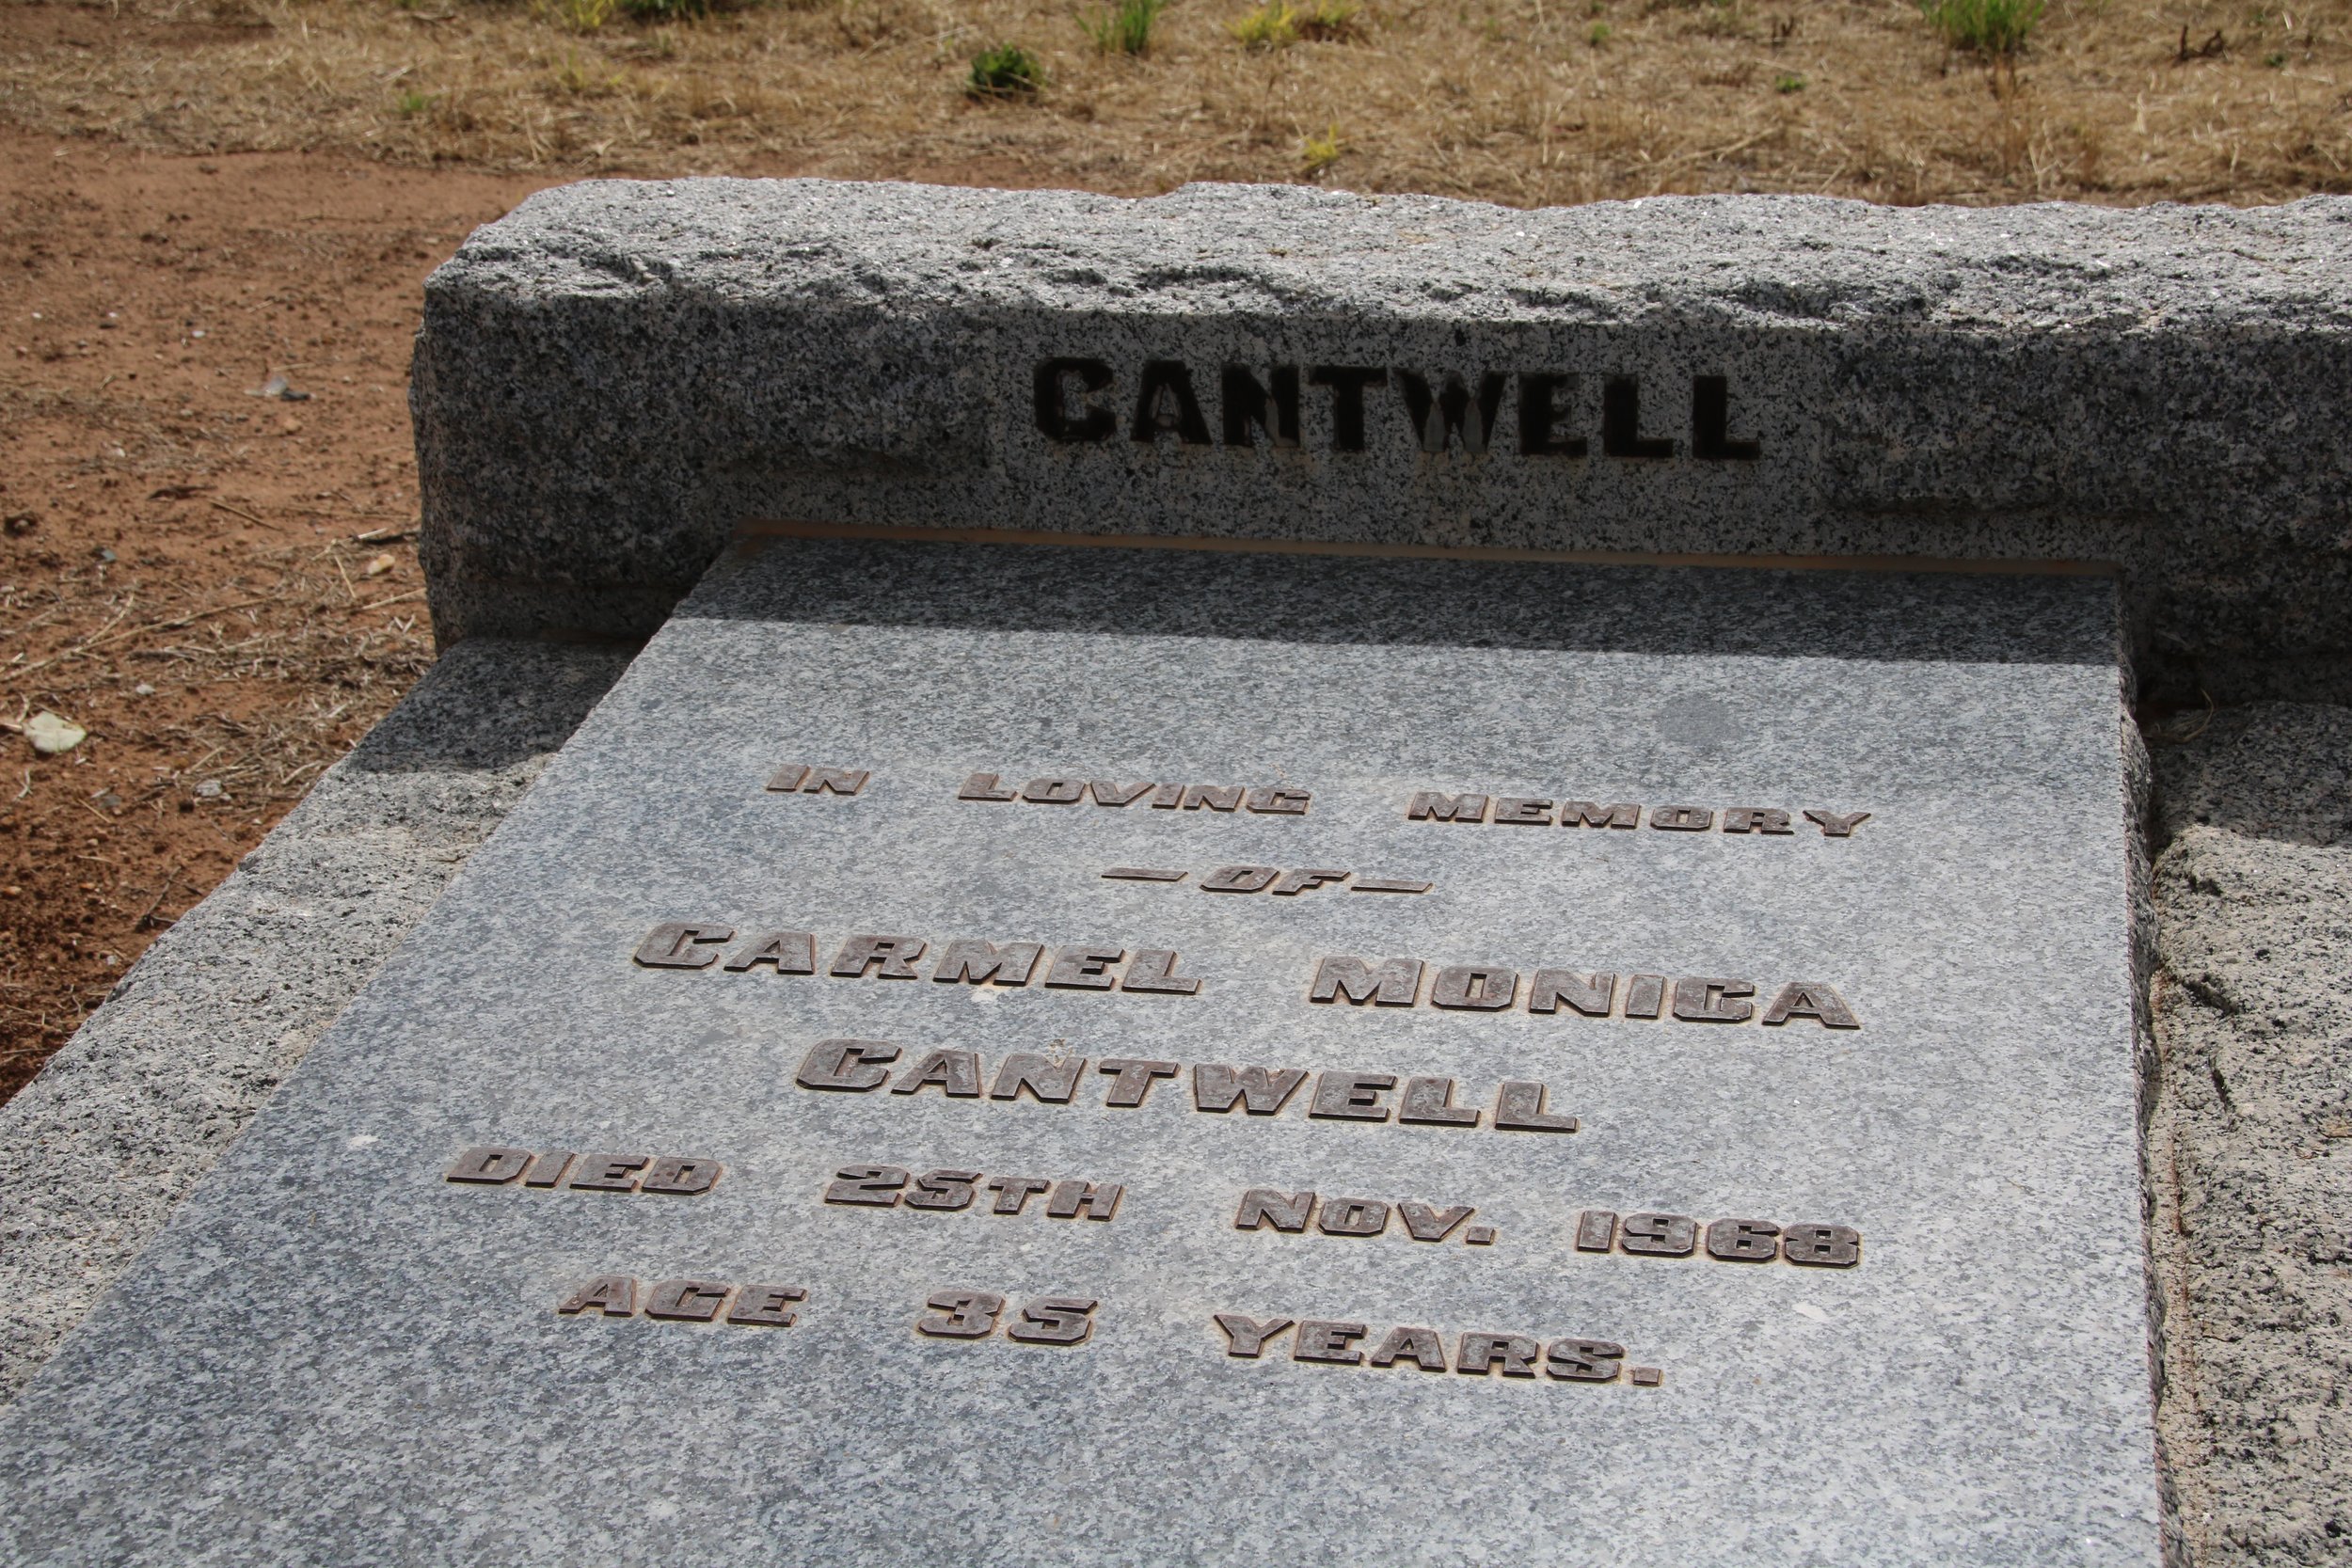 CANTWELL
IN LOVING MEMORY
—OF—
CARMEL MONICA
CANTWELL
DIED 25TH NOV. 1968
AGE 35 YEARS.